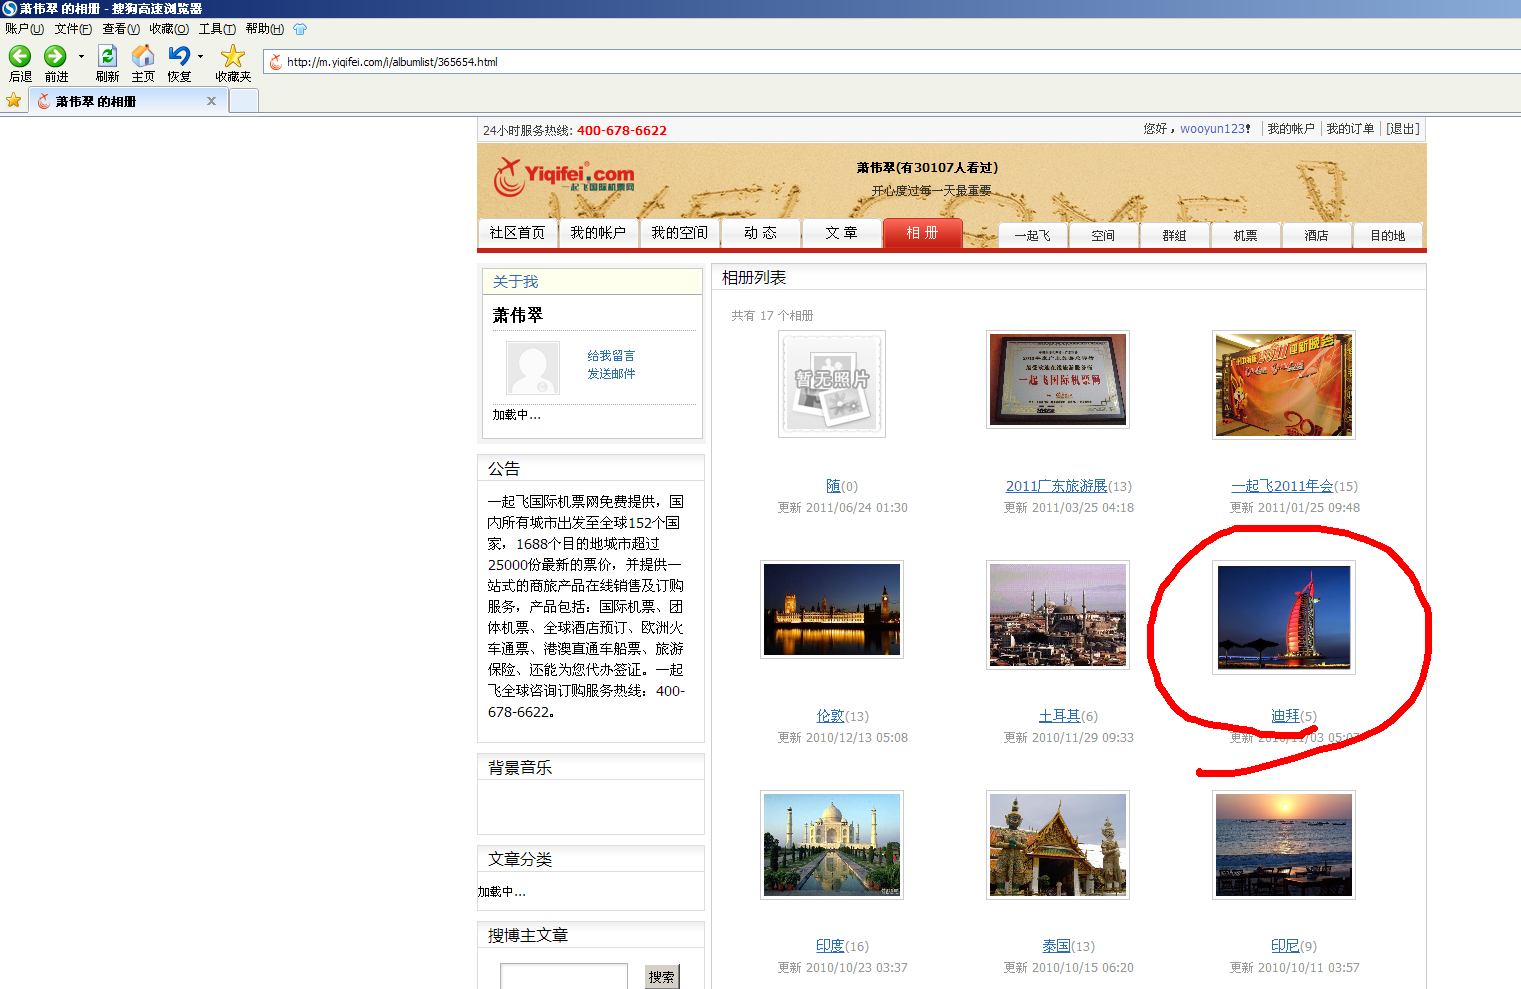 萧伟翠 的相册 - 搜狗高速浏览器
账户(U) 文件(F) 查看(V) 收藏(O) 工具(T) 帮助(H)
后退 前进 刷新 主页 恢复 收藏夹
http://m.yiqifei.com/i/albumlist/365654.html
萧伟翠 的相册 x
24小时服务热线: 400-678-6622
您好，wooyun123! 我的帐户 我的订单 [退出]
Yiqifei.com
一起飞国际机票网
萧伟翠(有30107人看过)
开心度过每一天最重要
社区首页 我的帐户 我的空间 动 态 文 章 相 册 一起飞 空间 群组 机票 酒店 目的地
关于我
萧伟翠
给我留言
发送邮件
加载中...
公告
一起飞国际机票网免费提供，国
内所有城市出发至全球152个国
家，1688个目的地城市超过
25000份最新的票价，并提供一
站式的商旅产品在线销售及订购
服务，产品包括：国际机票、团
体机票、全球酒店预订、欧洲火
车通票、港澳直通车船票、旅游
保险、还能为您代办签证。一起
飞全球咨询订购服务热线：400-
678-6622。
背景音乐
文章分类
加载中...
搜博主文章
搜索
相册列表
共有 17 个相册
暂无照片
一起飞国际机票网
2011迎新晚会
随(0) 2011广东旅游展(13) 一起飞2011年会(15)
更新 2011/06/24 01:30 更新 2011/03/25 04:18 更新 2011/01/25 09:48
伦敦(13) 土耳其(6) 迪拜(5)
更新 2010/12/13 05:08 更新 2010/11/29 09:33 更新 2010/11/03 05:07
印度(16) 泰国(13) 印尼(9)
更新 2010/10/23 03:37 更新 2010/10/15 06:20 更新 2010/10/11 03:57